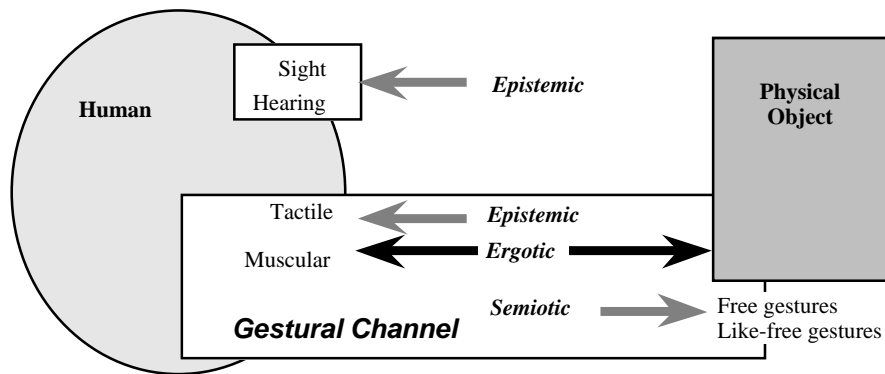 Sight
Hearing
Epistemic
Human
Physical
Object
Tactile
Epistemic
Ergotic
Muscular
Semiotic
Free gestures
Gestural Channel
Like-free gestures